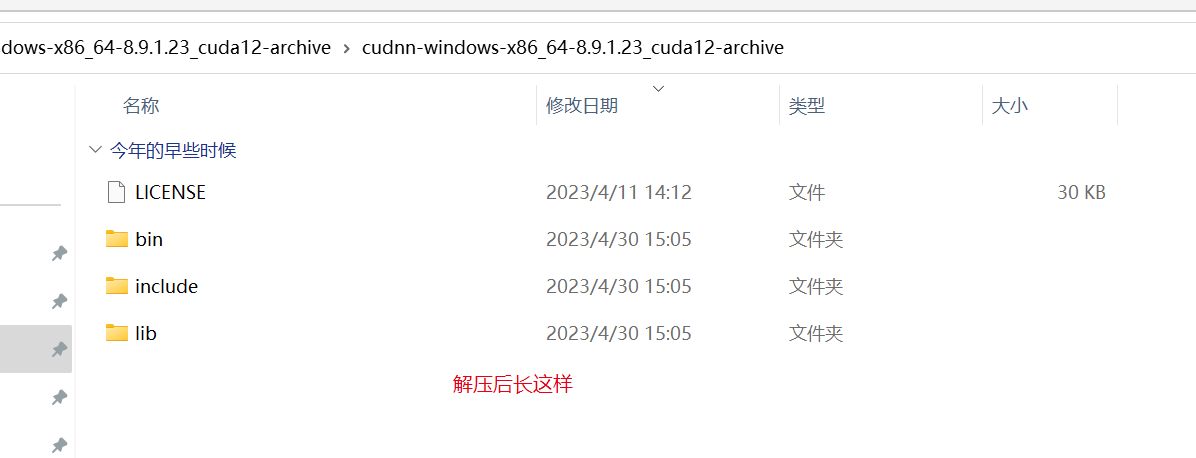 dows-x86_64-8.9.1.23_cuda12-archive > cudnn-windows-x86_64-8.9.1.23_cuda12-archive
名称 修改日期 类型 大小
今年的早些时候
LICENSE 2023/4/11 14:12 文件 30 KB
bin 2023/4/30 15:05 文件夹
include 2023/4/30 15:05 文件夹
lib 2023/4/30 15:05 文件夹
解压后长这样